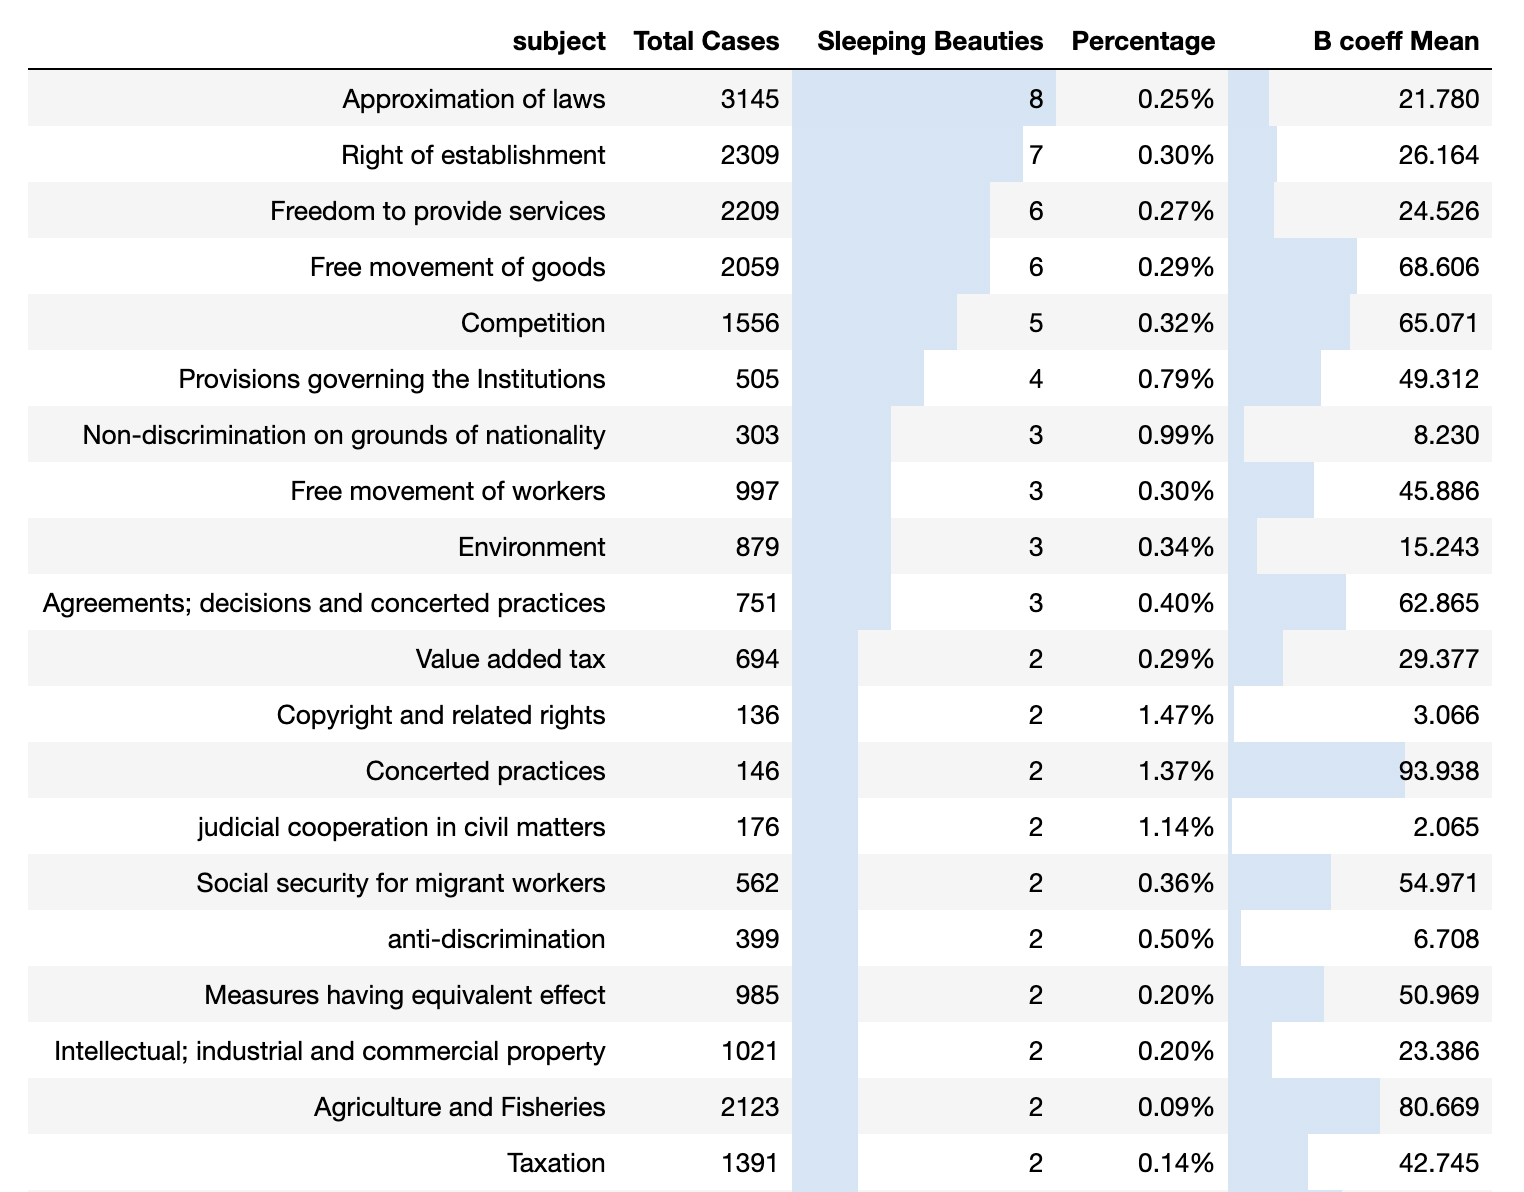 subject Total Cases Sleeping Beauties Percentage B coeff Mean
Approximation of laws 3145 8 0.25% 21.780
Right of establishment 2309 7 0.30% 26.164
Freedom to provide services 2209 6 0.27% 24.526
Free movement of goods 2059 6 0.29% 68.606
Competition 1556 5 0.32% 65.071
Provisions governing the Institutions 505 4 0.79% 49.312
Non-discrimination on grounds of nationality 303 3 0.99% 8.230
Free movement of workers 997 3 0.30% 45.886
Environment 879 3 0.34% 15.243
Agreements; decisions and concerted practices 751 3 0.40% 62.865
Value added tax 694 2 0.29% 29.377
Copyright and related rights 136 2 1.47% 3.066
Concerted practices 146 2 1.37% 93.938
judicial cooperation in civil matters 176 2 1.14% 2.065
Social security for migrant workers 562 2 0.36% 54.971
anti-discrimination 399 2 0.50% 6.708
Measures having equivalent effect 985 2 0.20% 50.969
Intellectual; industrial and commercial property 1021 2 0.20% 23.386
Agriculture and Fisheries 2123 2 0.09% 80.669
Taxation 1391 2 0.14% 42.745